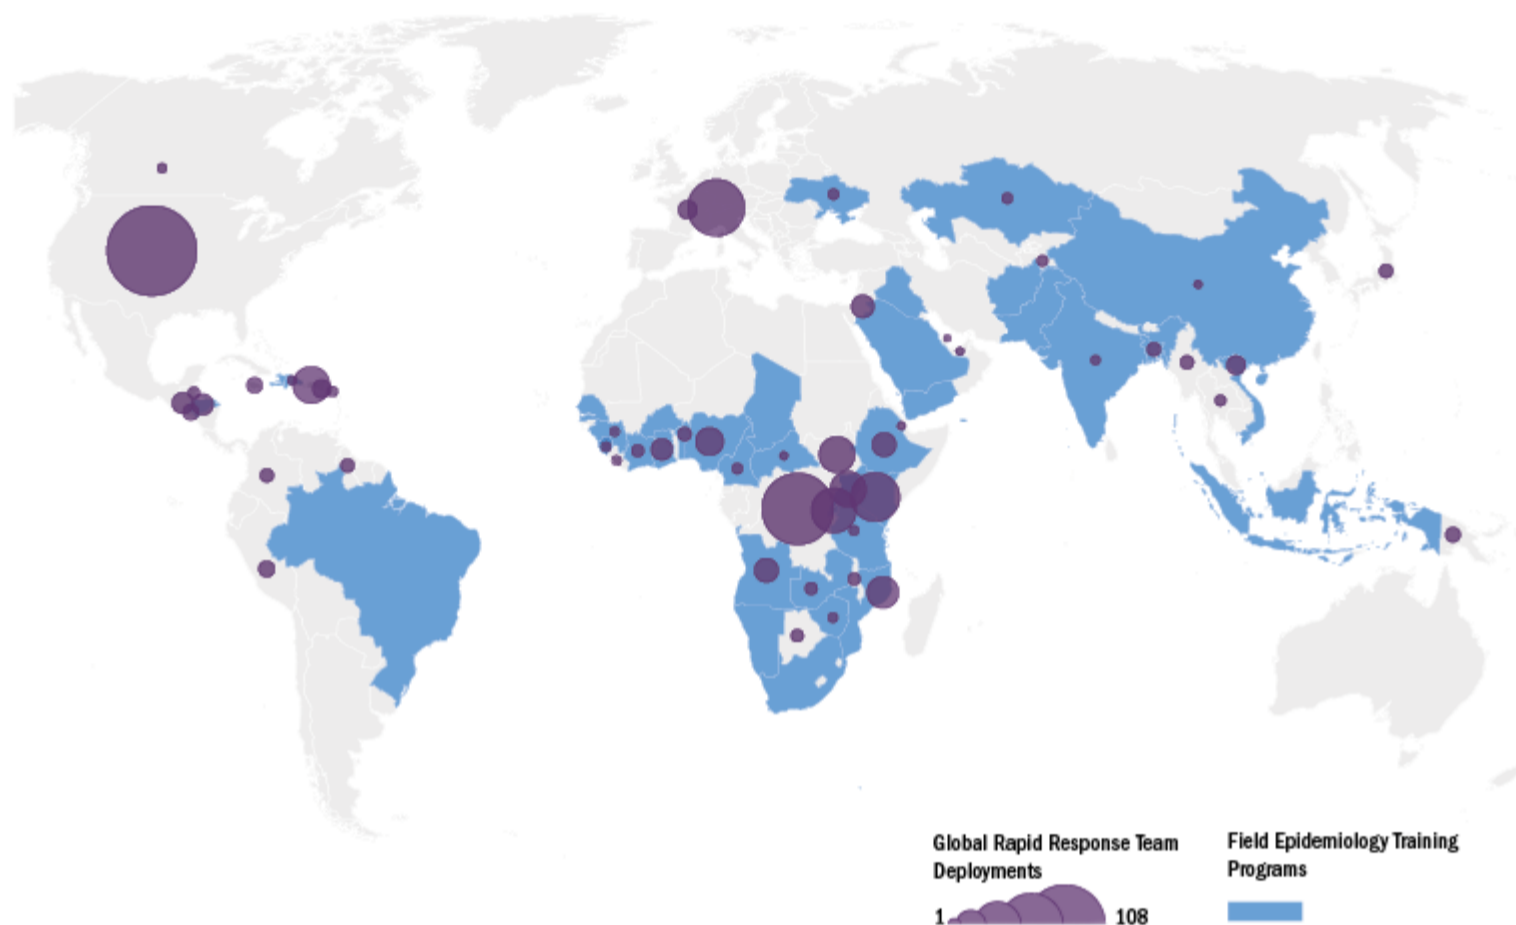 Global Rapid Response Team
Deployments
1
108
Field Epidemiology Training
Programs